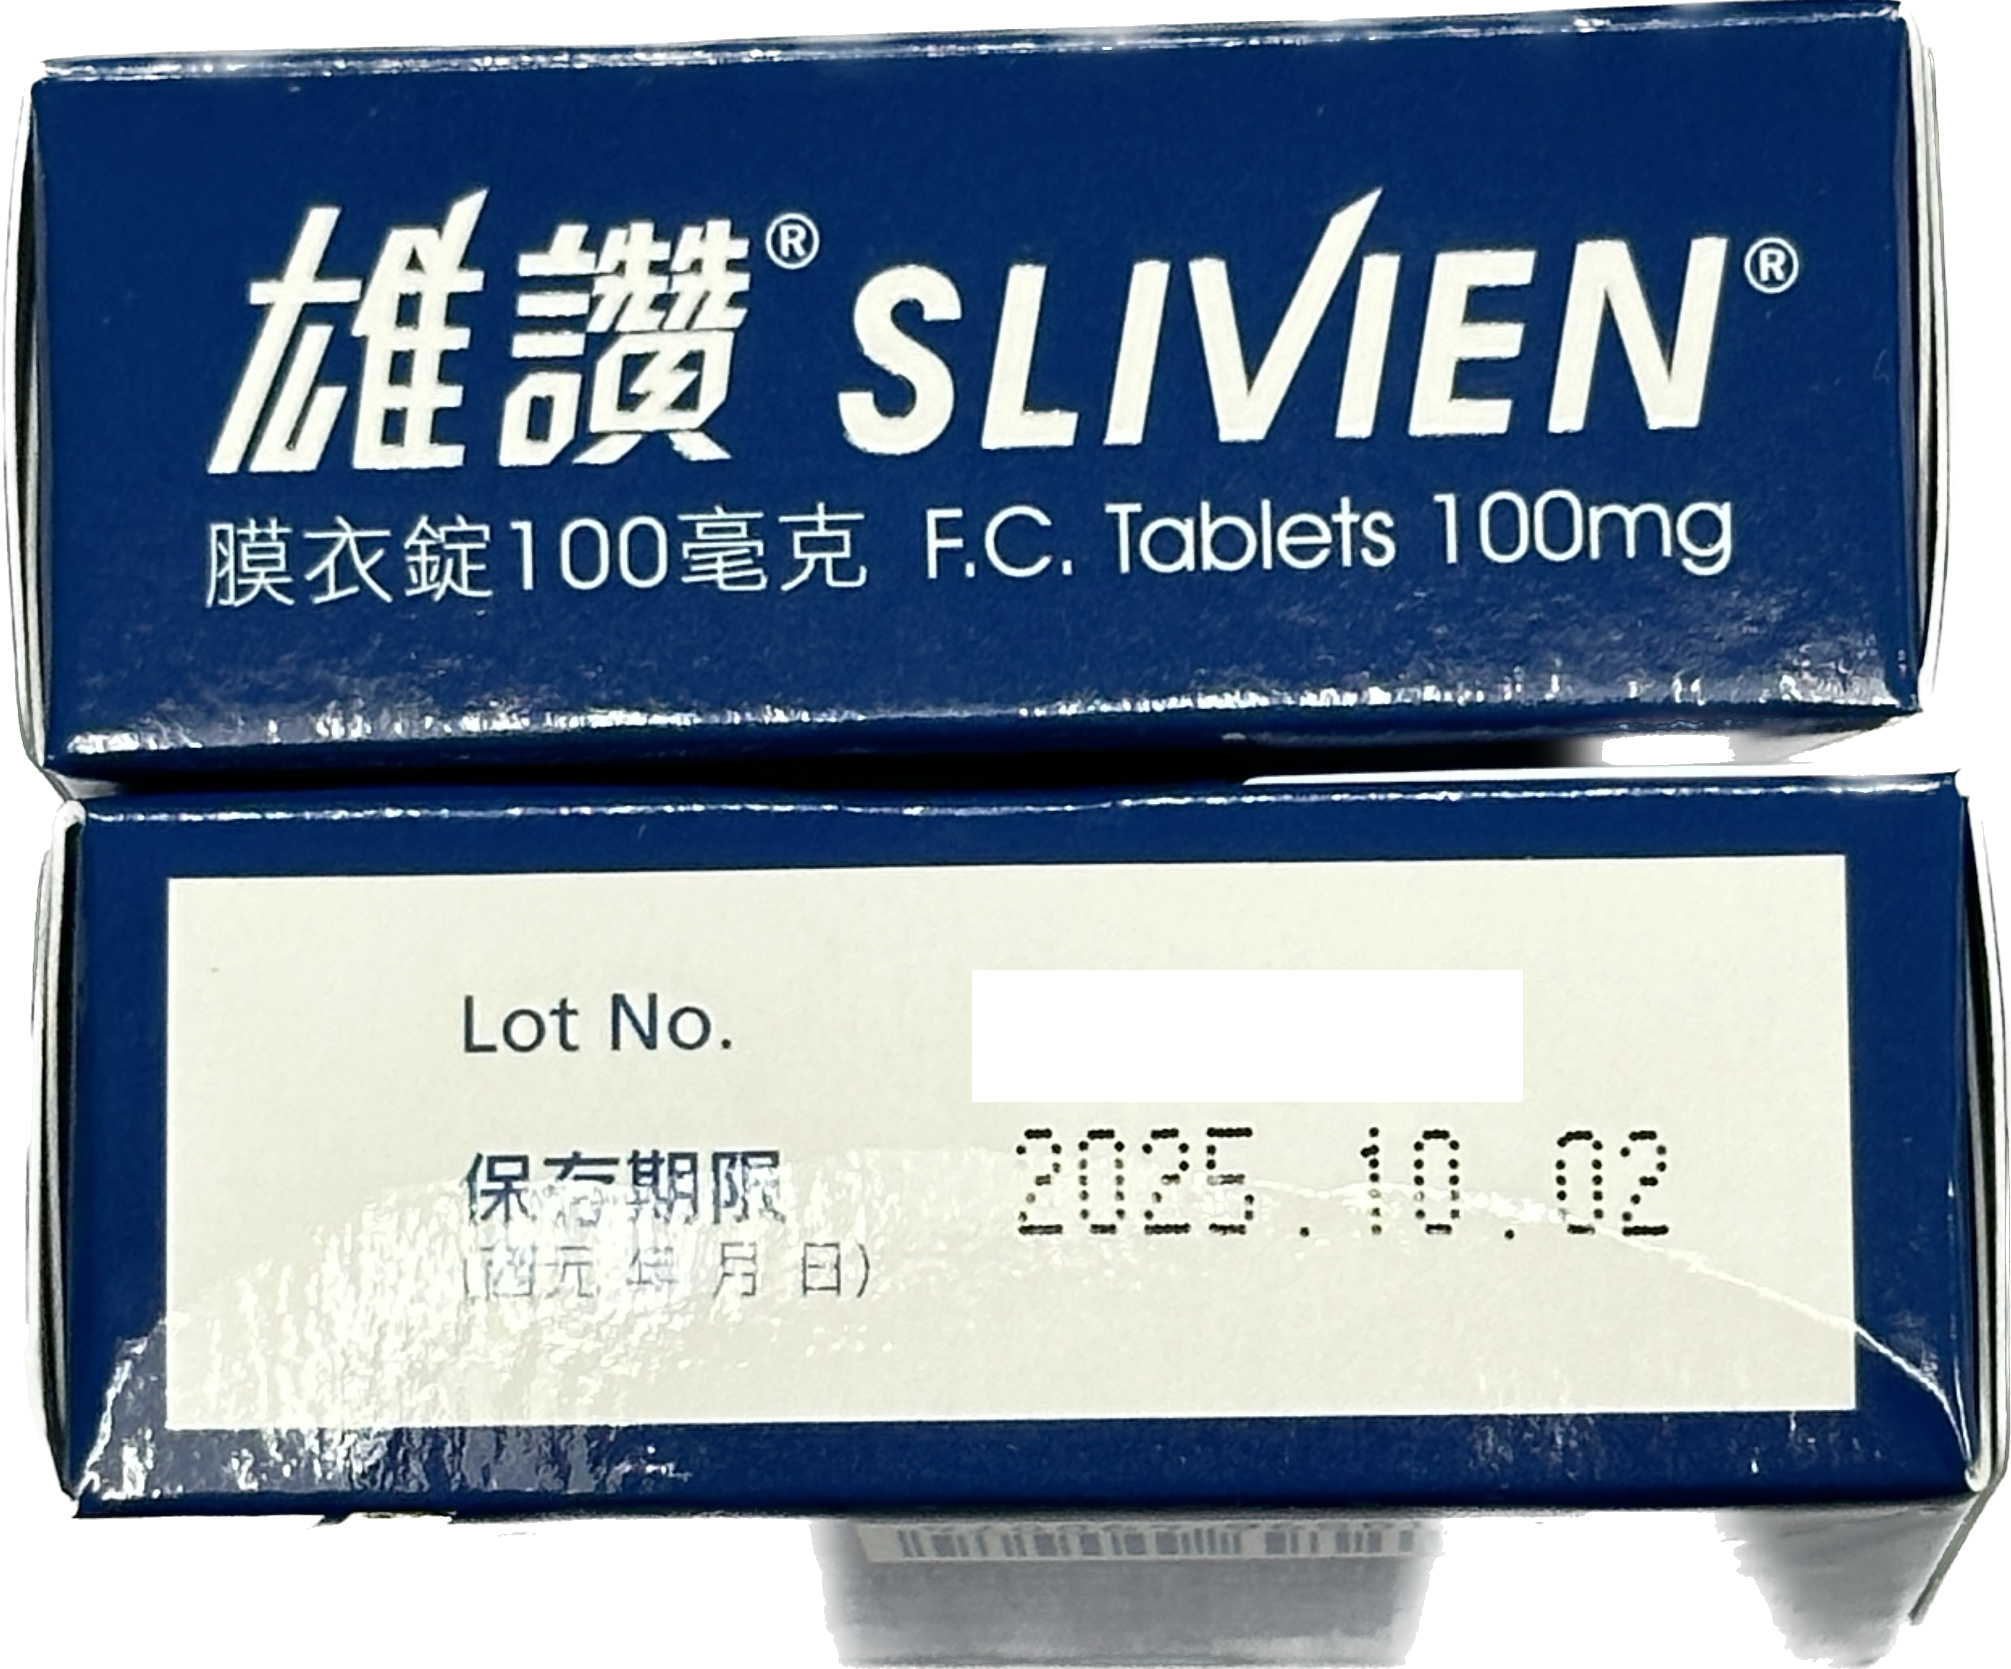 雄讚® SLIVIEN®
膜衣錠100毫克 F.C. Tablets 100mg
Lot No.
保存期限 2025.10.02
(西元 年 月 日)